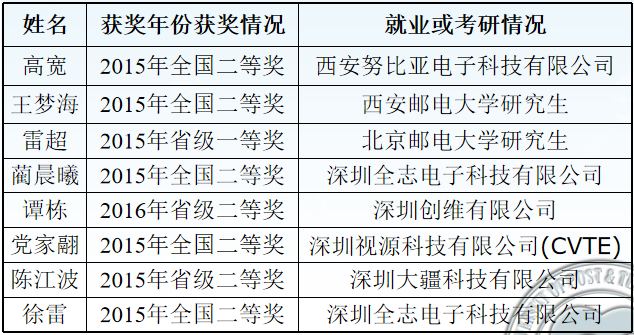 姓名 获奖年份获奖情况 就业或考研情况
高宽 2015年全国二等奖 西安努比亚电子科技有限公司
王梦海 2015年全国二等奖 西安邮电大学研究生
雷超 2015年省级一等奖 北京邮电大学研究生
蔺晨曦 2015年全国二等奖 深圳全志电子科技有限公司
谭栋 2016年省级二等奖 深圳创维有限公司
党家翮 2015年全国二等奖 深圳视源科技有限公司(CVTE)
陈江波 2015年省级二等奖 深圳大疆科技有限公司
徐雷 2015年全国二等奖 深圳全志电子科技有限公司